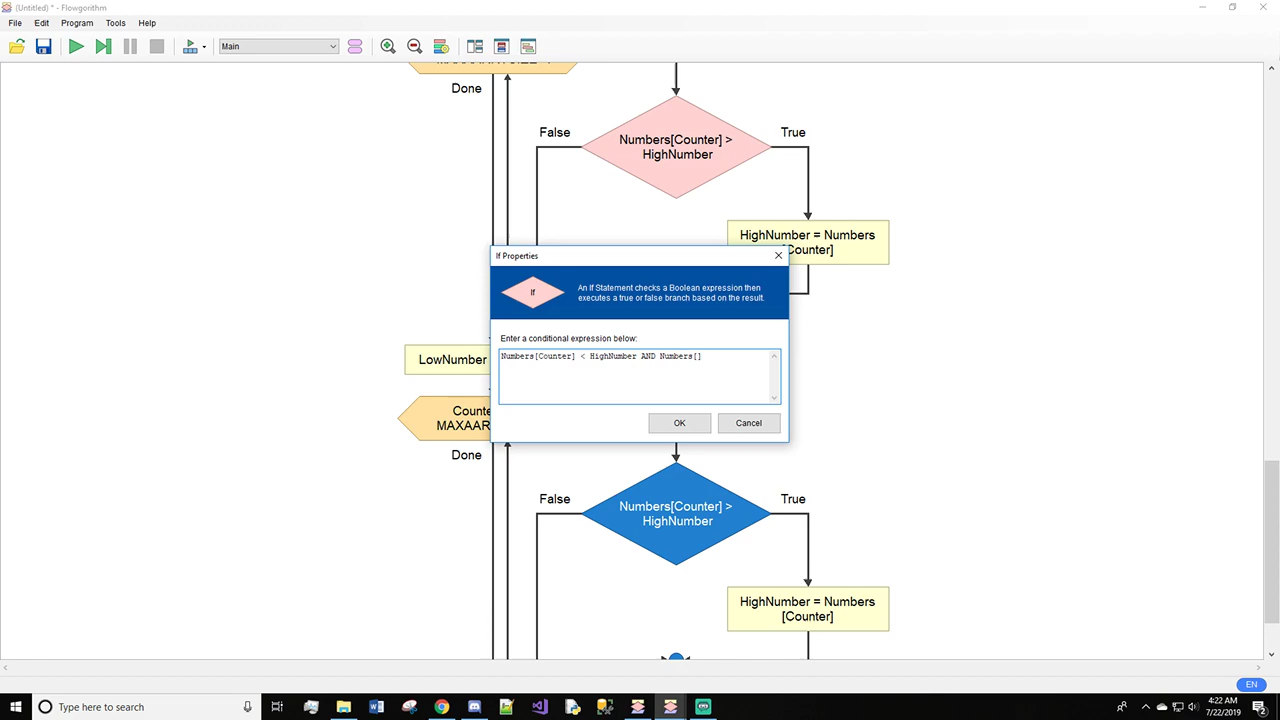 (Untitled) * - Flowgorithm
File Edit Program Tools Help
Main
Done
False
Numbers[Counter] >
HighNumber
True
HighNumber = Numbers
[Counter]
If Properties
If
An If Statement checks a Boolean expression then
executes a true or false branch based on the result.
Enter a conditional expression below:
Numbers[Counter] < HighNumber AND Numbers[]
OK
Cancel
LowNumber
Counte
MAXAAR
Done
False
Numbers[Counter] >
HighNumber
True
HighNumber = Numbers
[Counter]
EN
Type here to search
4:22 AM
7/22/2019
2